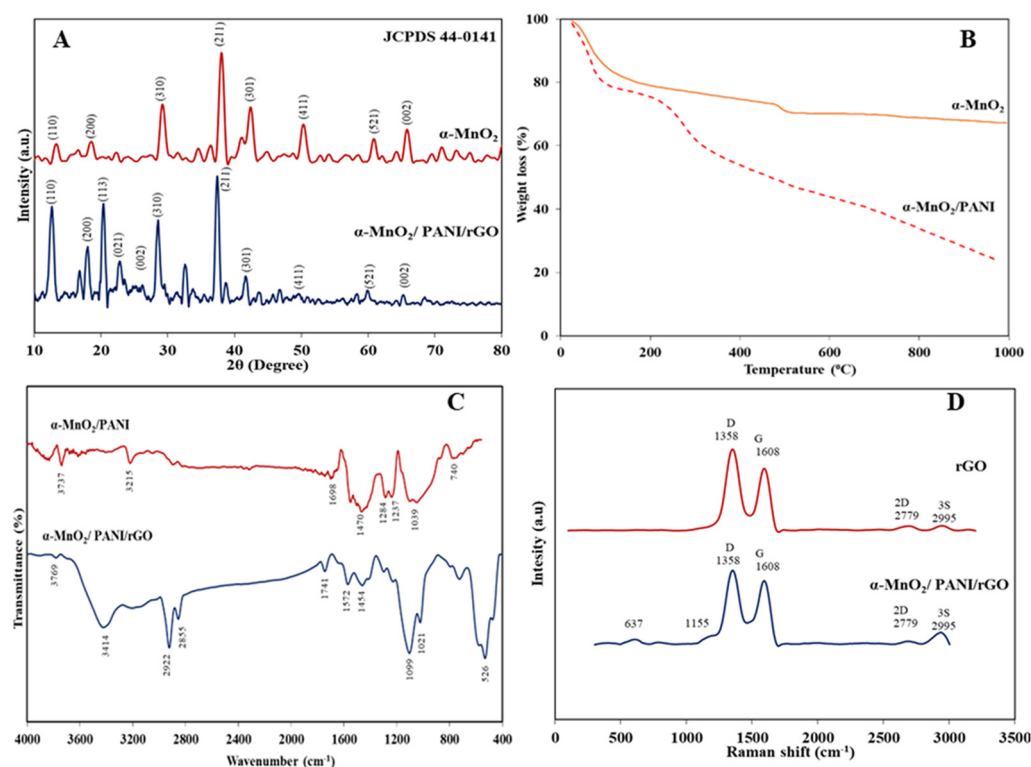 A
JCPDS 44-0141
(110)
(200)
(310)
(211)
(301)
(411)
(521)
(002)
α-MnO₂
(110)
(200)
(113)
(021)
(002)
(310)
(211)
(301)
(411)
(521)
(002)
α-MnO₂/ PANI/rGO
Intensity (a.u.)
10 20 30 40 50 60 70 80
2θ (Degree)
B
100
80
60
40
20
0
α-MnO₂
α-MnO₂/PANI
Weight loss (%)
0 200 400 600 800 1000
Temperature (⁰C)
C
α-MnO₂/PANI
3737
3215
1698
1470
1284
1237
1039
740
α-MnO₂/ PANI/rGO
3769
3414
2922
2855
1741
1572
1454
1099
1021
526
Transmittance (%)
4000 3400 2800 2200 1600 1000 400
Wavenumber (cm⁻¹)
D
D
1358
G
1608
rGO
2D
2779
3S
2995
D
1358
G
1608
α-MnO₂/ PANI/rGO
637
1155
2D
2779
3S
2995
Intesity (a.u)
0 500 1000 1500 2000 2500 3000 3500
Raman shift (cm⁻¹)